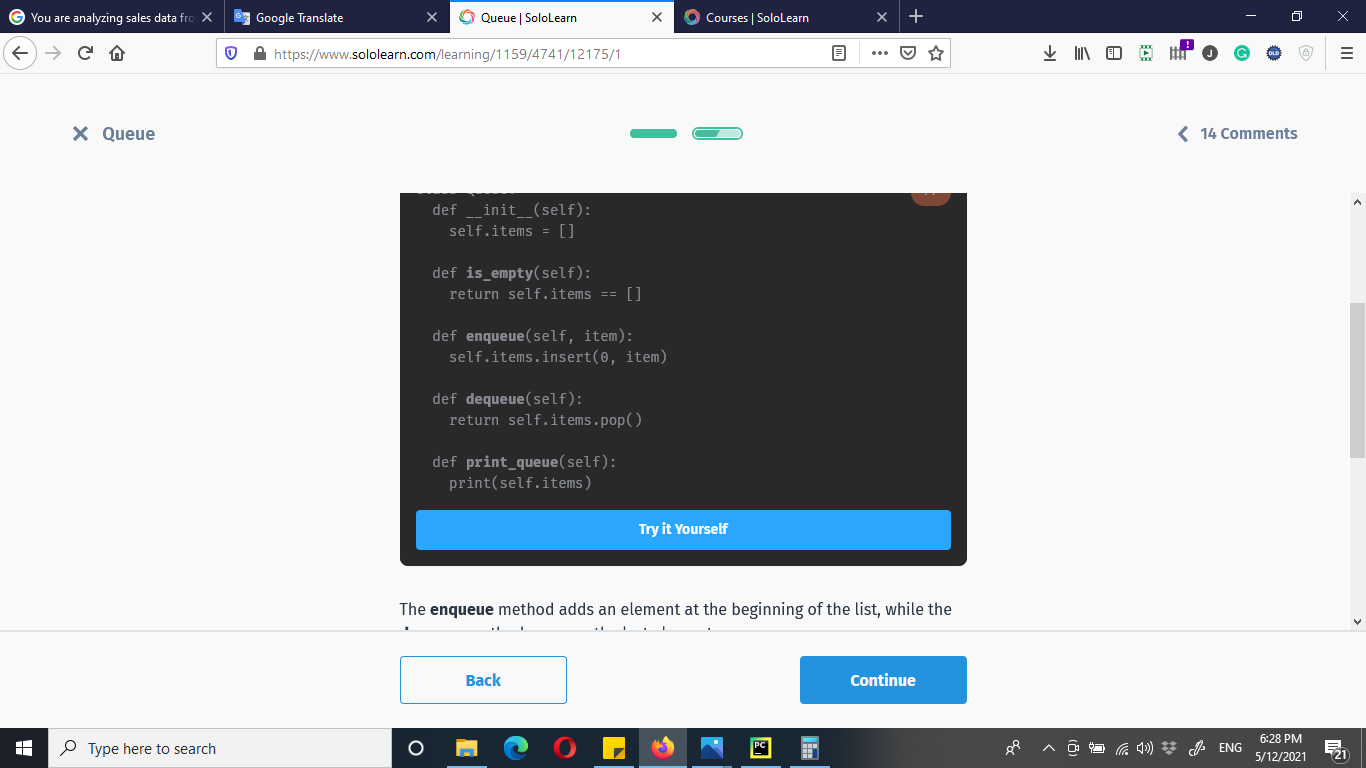 You are analyzing sales data fro
Google Translate
Queue | SoloLearn
Courses | SoloLearn
https://www.sololearn.com/learning/1159/4741/12175/1
Queue
14 Comments
def __init__(self):
self.items = []
def is_empty(self):
return self.items == []
def enqueue(self, item):
self.items.insert(0, item)
def dequeue(self):
return self.items.pop()
def print_queue(self):
print(self.items)
Try it Yourself
The enqueue method adds an element at the beginning of the list, while the
Back
Continue
Type here to search
ENG
6:28 PM
5/12/2021
21